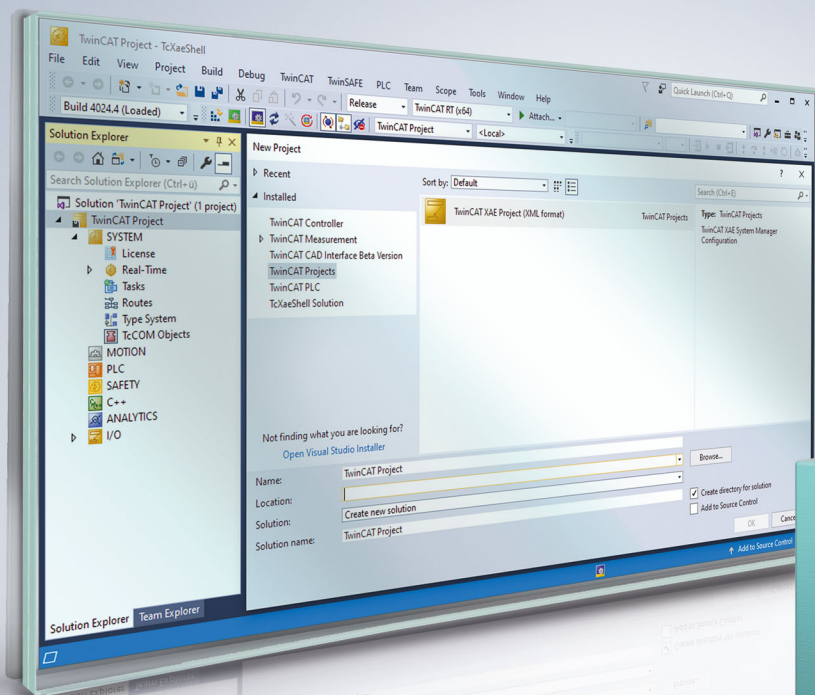 TwinCAT Project - TcXaeShell
File Edit View Project Build Debug TwinCAT TwinSAFE PLC Team Scope Tools Window Help
Quick Launch (Ctrl+Q)
Release TwinCAT RT (x64) Attach...
Build 4024.4 (Loaded) TwinCAT Project <Local>
Solution Explorer
Search Solution Explorer (Ctrl+ü)
Solution 'TwinCAT Project' (1 project)
TwinCAT Project
SYSTEM
License
Real-Time
Tasks
Routes
Type System
TcCOM Objects
MOTION
PLC
SAFETY
C++
ANALYTICS
I/O
Solution Explorer Team Explorer
New Project
? X
Recent
Installed
TwinCAT Controller
TwinCAT Measurement
TwinCAT CAD Interface Beta Version
TwinCAT Projects
TwinCAT PLC
TcXaeShell Solution
Not finding what you are looking for?
Open Visual Studio Installer
Sort by: Default
TwinCAT XAE Project (XML format) TwinCAT Projects
Search (Ctrl+E)
Type: TwinCAT Projects
TwinCAT XAE System Manager
Configuration
Name: TwinCAT Project
Location:
Browse...
Solution: Create new solution
Solution name: TwinCAT Project
Create directory for solution
Add to Source Control
OK Cance
Add to Source Control